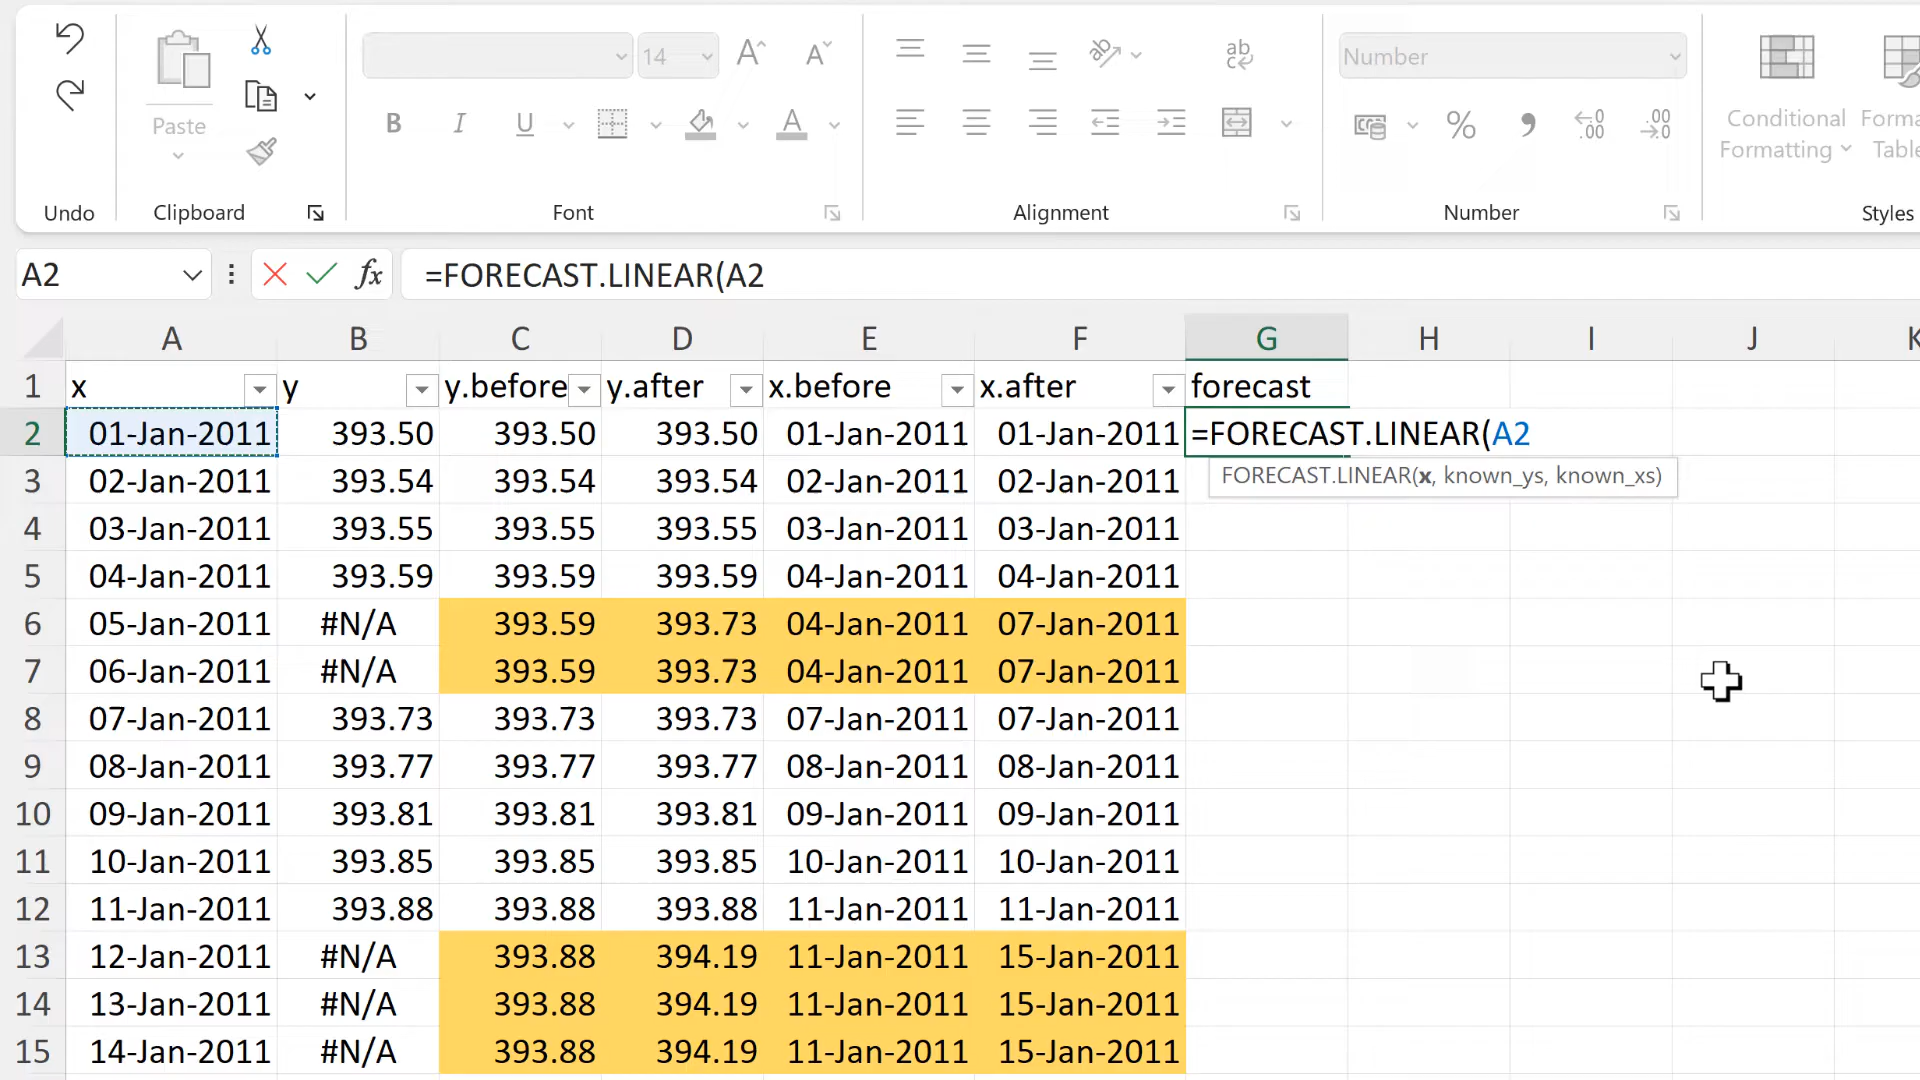 14
Number
B I U A
ab
%
Paste
Conditional
Formatting
Forma
Table
Undo
Clipboard
Font
Alignment
Number
Styles
A2
fx
=FORECAST.LINEAR(A2
A B C D E F G H I J K
1 x y y.before y.after x.before x.after forecast
2 01-Jan-2011 393.50 393.50 393.50 01-Jan-2011 01-Jan-2011 =FORECAST.LINEAR(A2
FORECAST.LINEAR(x, known_ys, known_xs)
3 02-Jan-2011 393.54 393.54 393.54 02-Jan-2011 02-Jan-2011
4 03-Jan-2011 393.55 393.55 393.55 03-Jan-2011 03-Jan-2011
5 04-Jan-2011 393.59 393.59 393.59 04-Jan-2011 04-Jan-2011
6 05-Jan-2011 #N/A 393.59 393.73 04-Jan-2011 07-Jan-2011
7 06-Jan-2011 #N/A 393.59 393.73 04-Jan-2011 07-Jan-2011
8 07-Jan-2011 393.73 393.73 393.73 07-Jan-2011 07-Jan-2011
9 08-Jan-2011 393.77 393.77 393.77 08-Jan-2011 08-Jan-2011
10 09-Jan-2011 393.81 393.81 393.81 09-Jan-2011 09-Jan-2011
11 10-Jan-2011 393.85 393.85 393.85 10-Jan-2011 10-Jan-2011
12 11-Jan-2011 393.88 393.88 393.88 11-Jan-2011 11-Jan-2011
13 12-Jan-2011 #N/A 393.88 394.19 11-Jan-2011 15-Jan-2011
14 13-Jan-2011 #N/A 393.88 394.19 11-Jan-2011 15-Jan-2011
15 14-Jan-2011 #N/A 393.88 394.19 11-Jan-2011 15-Jan-2011